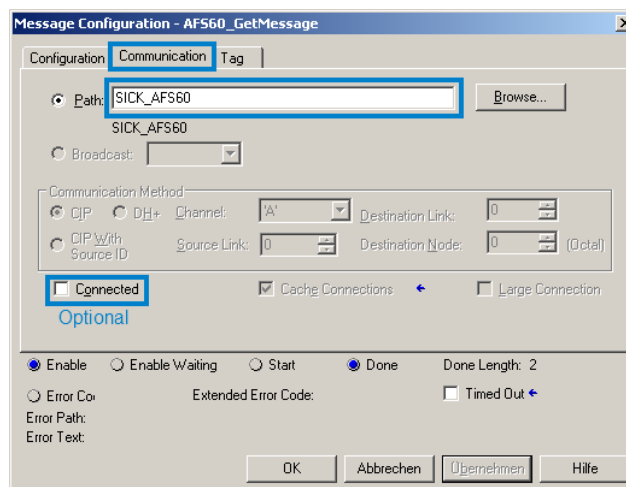 Message Configuration - AFS60_GetMessage
Configuration Communication Tag
Path: SICK_AFS60 Browse...
SICK_AFS60
Broadcast:
Communication Method
CIP DH+ Channel: 'A' Destination Link: 0
CIP With Source ID Source Link: 0 Destination Node: 0 (Octal)
Connected Cache Connections Large Connection
Optional
Enable Enable Waiting Start Done Done Length: 2
Error Co Extended Error Code: Timed Out
Error Path:
Error Text:
OK Abbrechen Übernehmen Hilfe